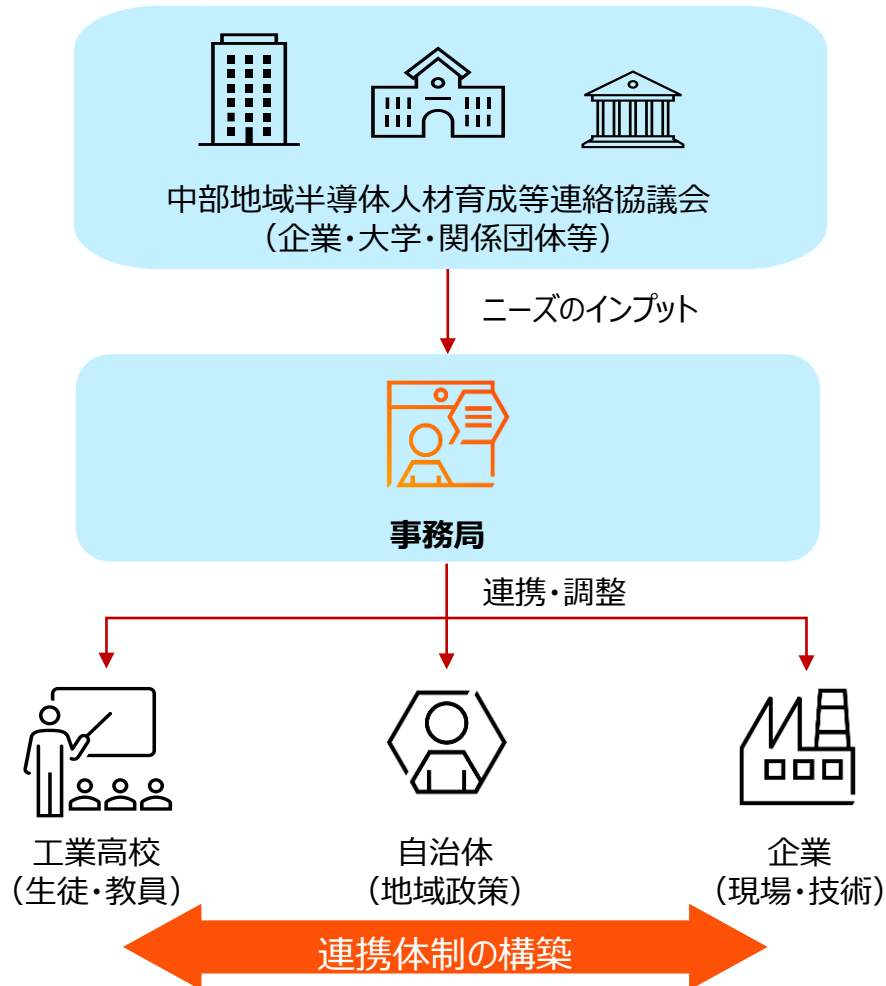 中部地域半導体人材育成等連絡協議会
（企業・大学・関係団体等）
ニーズのインプット
事務局
連携・調整
工業高校
（生徒・教員）
自治体
（地域政策）
企業
（現場・技術）
連携体制の構築